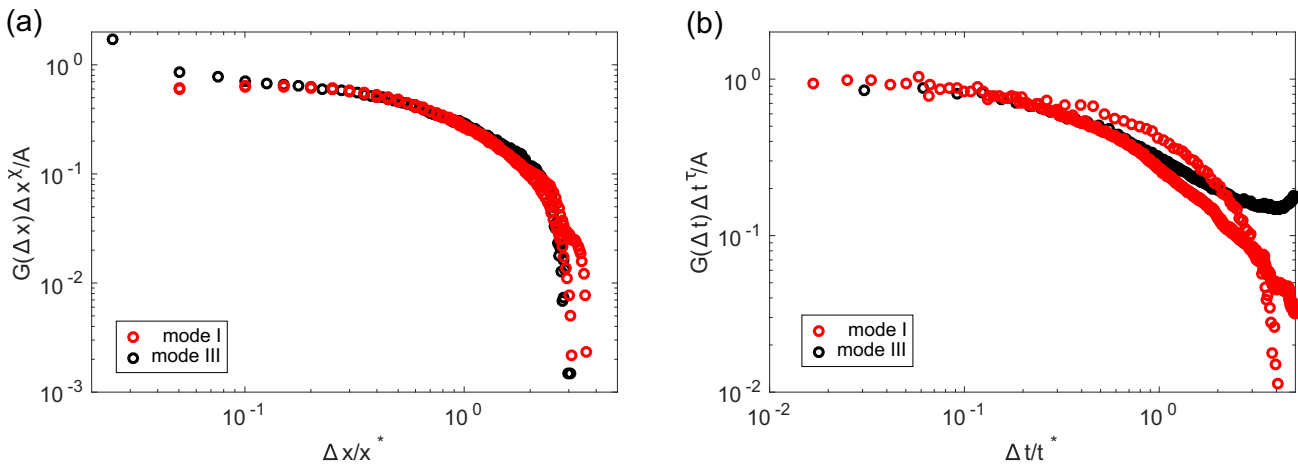 (a)
10^0
10^-1
10^-2
10^-3
G(Δx) Δx^χ/A
mode I
mode III
10^-1
10^0
Δx/x^*
(b)
10^0
10^-1
10^-2
G(Δt) Δt^τ/A
mode I
mode III
10^-2
10^-1
10^0
Δt/t^*